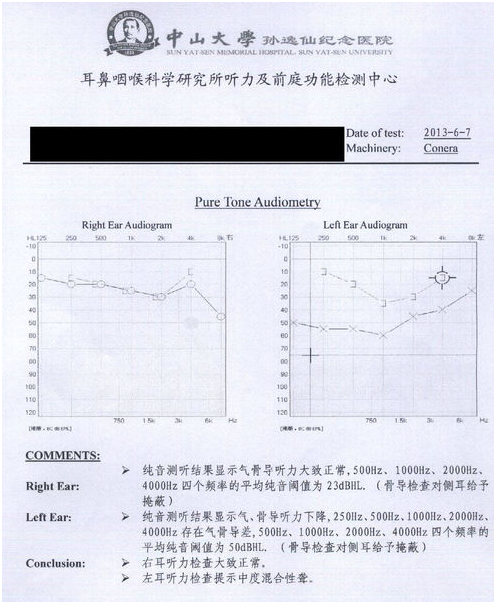 中山大学 孙逸仙纪念医院
SUN YAT-SEN MEMORIAL HOSPITAL, SUN YAT-SEN UNIVERSITY
耳鼻咽喉科学研究所听力及前庭功能检测中心
Date of test: 2013-6-7
Machinery: Conera
Pure Tone Audiometry
Right Ear Audiogram
Left Ear Audiogram
HL125 250 500 1k 2k 4k 8k 右
HL125 250 500 1k 2k 4k 8k 左
-10
0
10
20
30
40
50
60
70
80
90
100
110
120
-10
0
10
20
30
40
50
60
70
80
90
100
110
120
750 1.5k 3k 6k Hz
750 1.5k 3k 6k Hz
COMMENTS:
Right Ear:
➢ 纯音测听结果显示气骨导听力大致正常,500Hz、1000Hz、2000Hz、
4000Hz 四个频率的平均纯音阈值为 23dBHL. (骨导检查对侧耳给予
掩蔽)
Left Ear:
➢ 纯音测听结果显示气、骨导听力下降,250Hz、500Hz、1000Hz、2000Hz、
4000Hz 存在气骨导差,500Hz、1000Hz、2000Hz、4000Hz 四个频率的
平均纯音阈值为 50dBHL. (骨导检查对侧耳给予掩蔽)
Conclusion:
➢ 右耳听力检查大致正常。
➢ 左耳听力检查提示中度混合性聋。